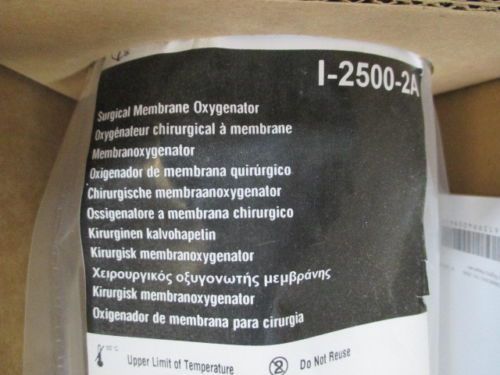 I-2500-2A
Surgical Membrane Oxygenator
Oxygénateur chirurgical à membrane
Membranoxygenator
Oxigenador de membrana quirúrgico
Chirurgische membraanoxygenator
Ossigenatore a membrana chirurgico
Kirurginen kalvohapetin
Kirurgisk membranoxygenator
Χειρουργικός οξυγονωτής μεμβράνης
Kirurgisk membranoxygenator
Oxigenador de membrana para cirurgia
Upper Limit of Temperature
2 Do Not Reuse